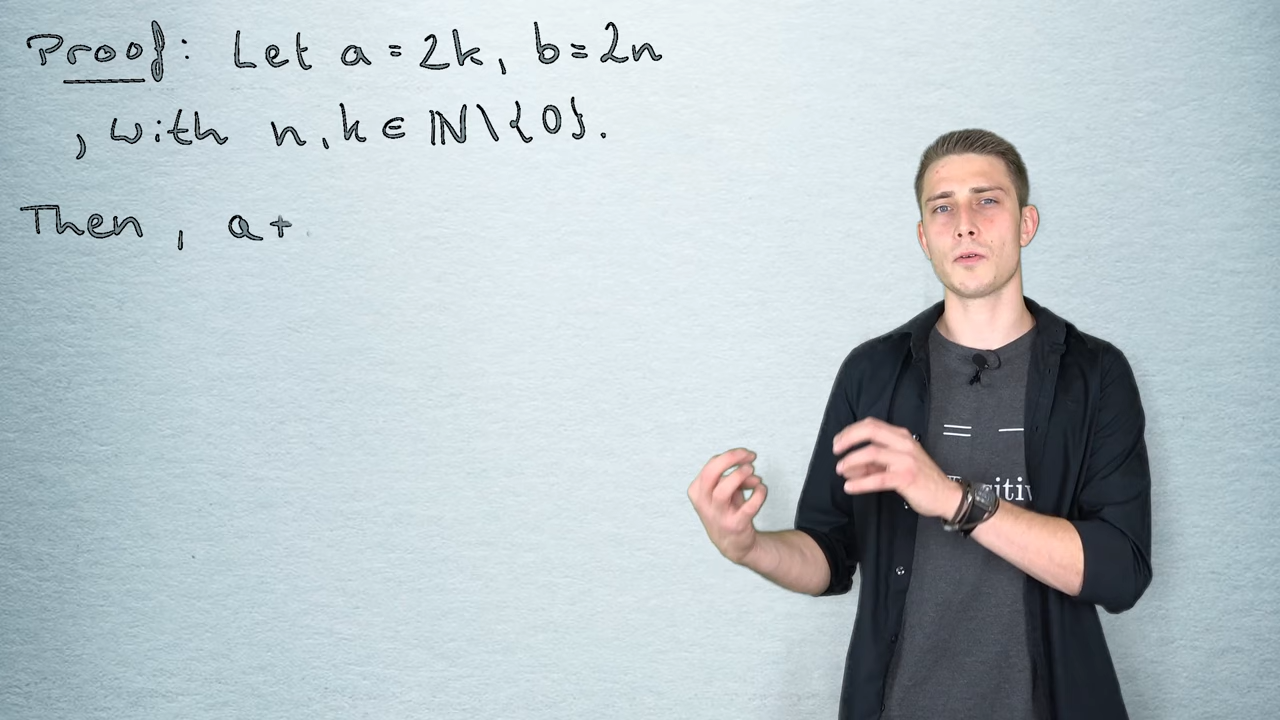 Proof: Let a = 2k, b = 2n
, with n, k ∈ ℕ \ {0}.
Then, a +